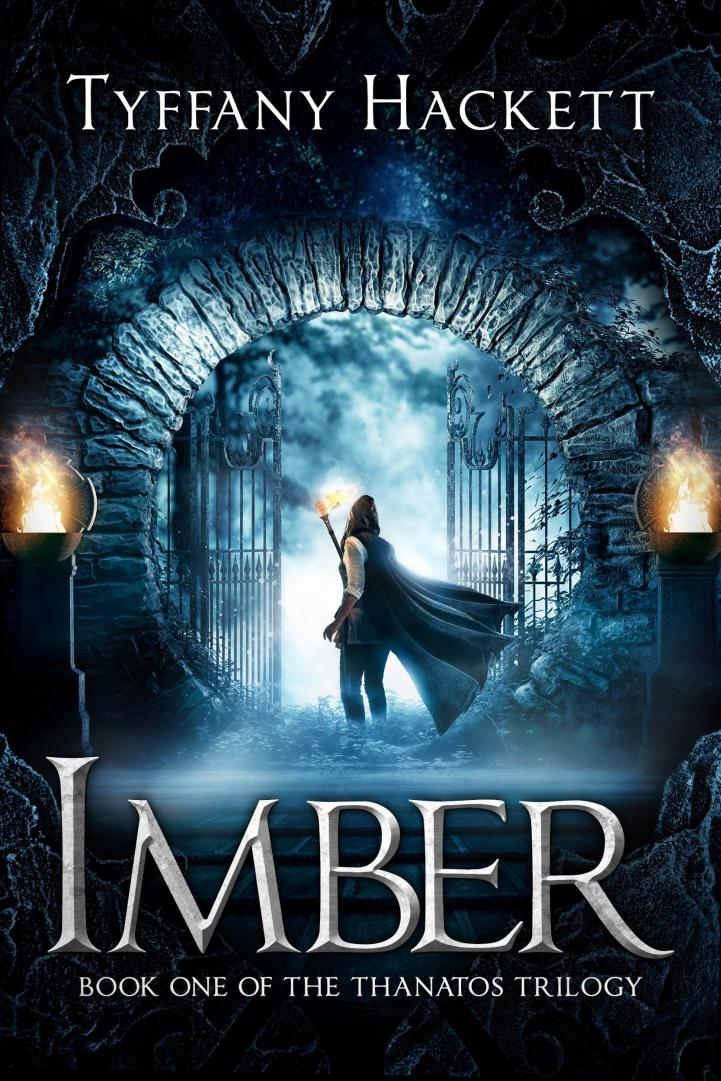 Tyffany Hackett
Imber
Book One of the Thanatos Trilogy